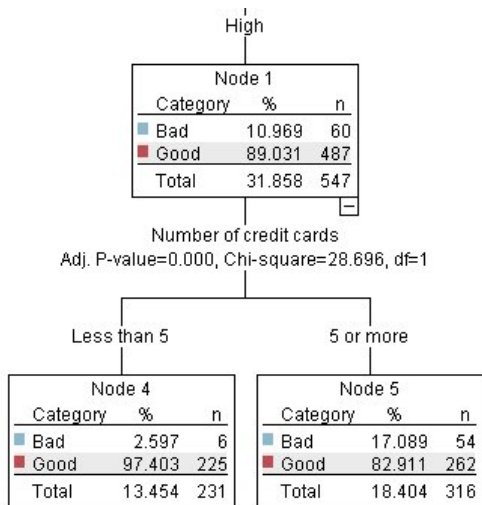 High
Node 1
Category % n
Bad 10.969 60
Good 89.031 487
Total 31.858 547
Number of credit cards
Adj. P-value=0.000, Chi-square=28.696, df=1
Less than 5 5 or more
Node 4
Category % n
Bad 2.597 6
Good 97.403 225
Total 13.454 231
Node 5
Category % n
Bad 17.089 54
Good 82.911 262
Total 18.404 316